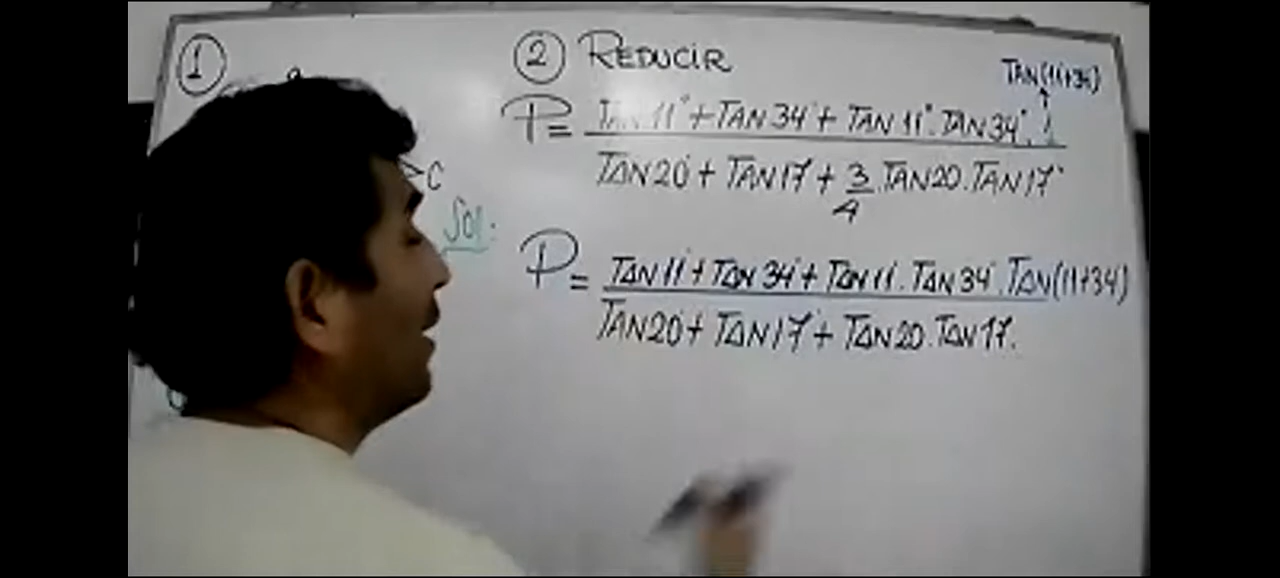 ① ② REDUCIR
TAN(11+34)
P = TAN 11° + TAN 34° + TAN 11°. TAN 34°. 1
TAN 20° + TAN 17 + 3/4 . TAN 20. TAN 17°
C
Sol:
P = TAN 11° + TAN 34° + TAN 11. TAN 34°. TAN(11+34)
TAN 20° + TAN 17° + TAN 20. TAN 17.